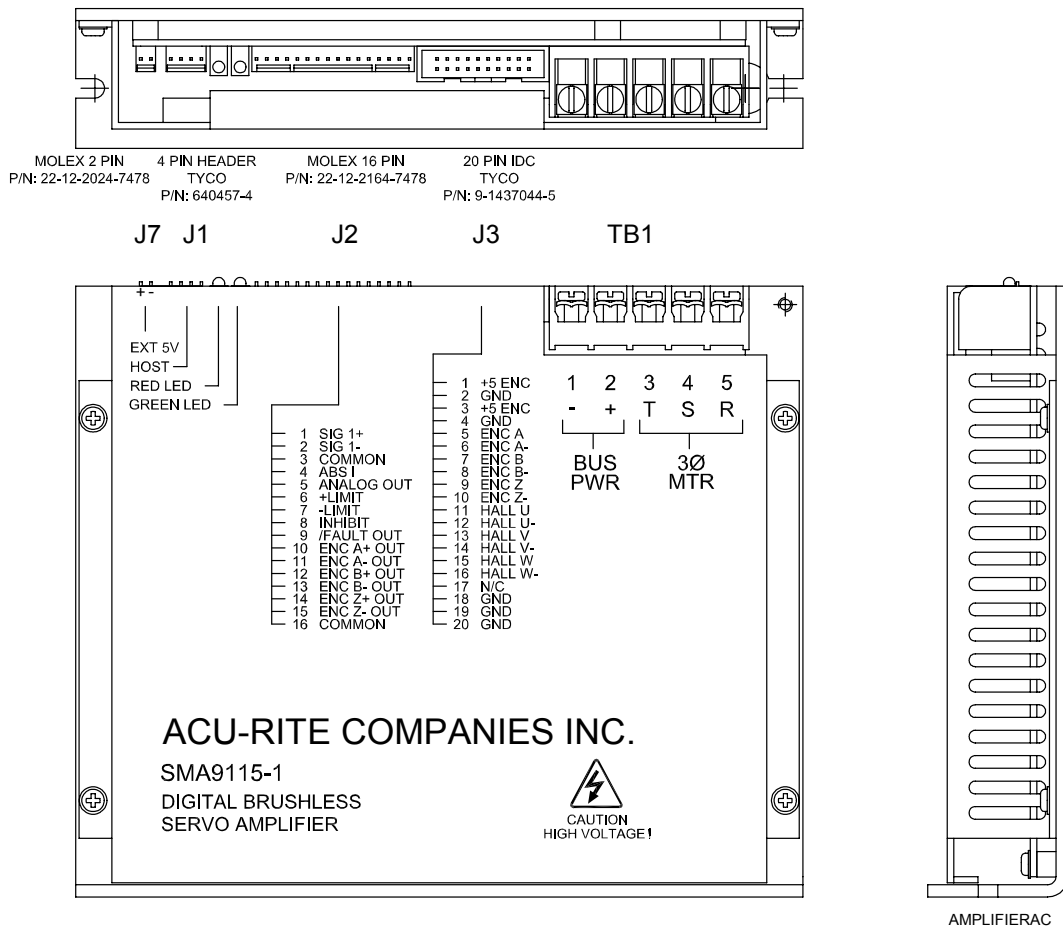 MOLEX 2 PIN
P/N: 22-12-2024-7478
4 PIN HEADER
TYCO
P/N: 640457-4
MOLEX 16 PIN
P/N: 22-12-2164-7478
20 PIN IDC
TYCO
P/N: 9-1437044-5
J7
J1
J2
J3
TB1
+ -
EXT 5V
HOST
RED LED
GREEN LED
1 SIG 1+
2 SIG 1-
3 COMMON
4 ABS I
5 ANALOG OUT
6 +LIMIT
7 -LIMIT
8 INHIBIT
9 /FAULT OUT
10 ENC A+ OUT
11 ENC A- OUT
12 ENC B+ OUT
13 ENC B- OUT
14 ENC Z+ OUT
15 ENC Z- OUT
16 COMMON
1 +5 ENC
2 GND
3 +5 ENC
4 GND
5 ENC A
6 ENC A-
7 ENC B
8 ENC B-
9 ENC Z
10 ENC Z-
11 HALL U
12 HALL U-
13 HALL V
14 HALL V-
15 HALL W
16 HALL W-
17 N/C
18 GND
19 GND
20 GND
1 2 3 4 5
- + T S R
BUS
PWR
3Ø
MTR
ACU-RITE COMPANIES INC.
SMA9115-1
DIGITAL BRUSHLESS
SERVO AMPLIFIER
CAUTION
HIGH VOLTAGE!
AMPLIFIERAC